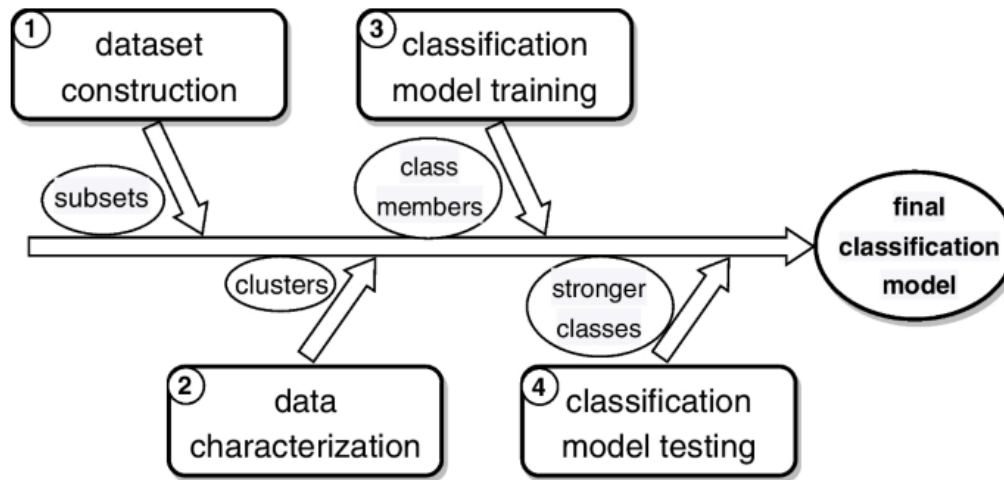 1
dataset
construction
3
classification
model training
subsets
class
members
final
classification
model
clusters
stronger
classes
2
data
characterization
4
classification
model testing